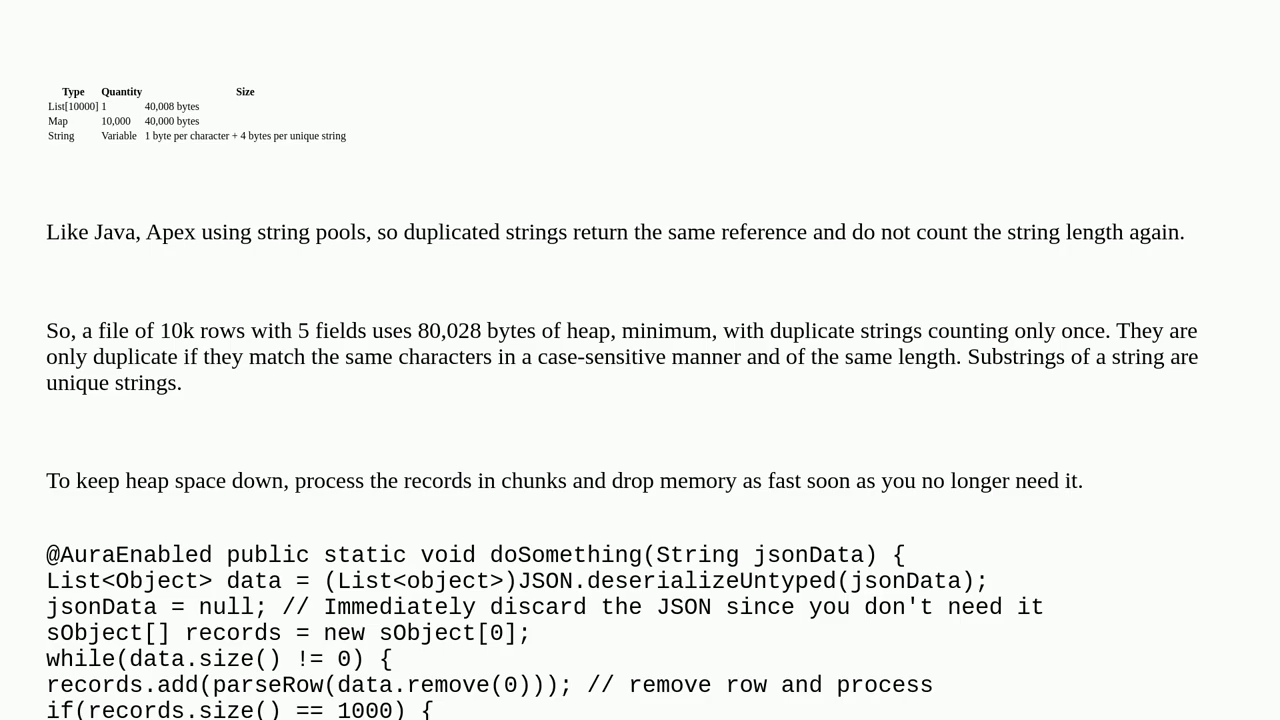 Type Quantity Size
List[10000] 1 40,008 bytes
Map 10,000 40,000 bytes
String Variable 1 byte per character + 4 bytes per unique string
Like Java, Apex using string pools, so duplicated strings return the same reference and do not count the string length again.
So, a file of 10k rows with 5 fields uses 80,028 bytes of heap, minimum, with duplicate strings counting only once. They are
only duplicate if they match the same characters in a case-sensitive manner and of the same length. Substrings of a string are
unique strings.
To keep heap space down, process the records in chunks and drop memory as fast soon as you no longer need it.
@AuraEnabled public static void doSomething(String jsonData) {
List<Object> data = (List<object>)JSON.deserializeUntyped(jsonData);
jsonData = null; // Immediately discard the JSON since you don't need it
sObject[] records = new sObject[0];
while(data.size() != 0) {
records.add(parseRow(data.remove(0))); // remove row and process
if(records.size() == 1000) {